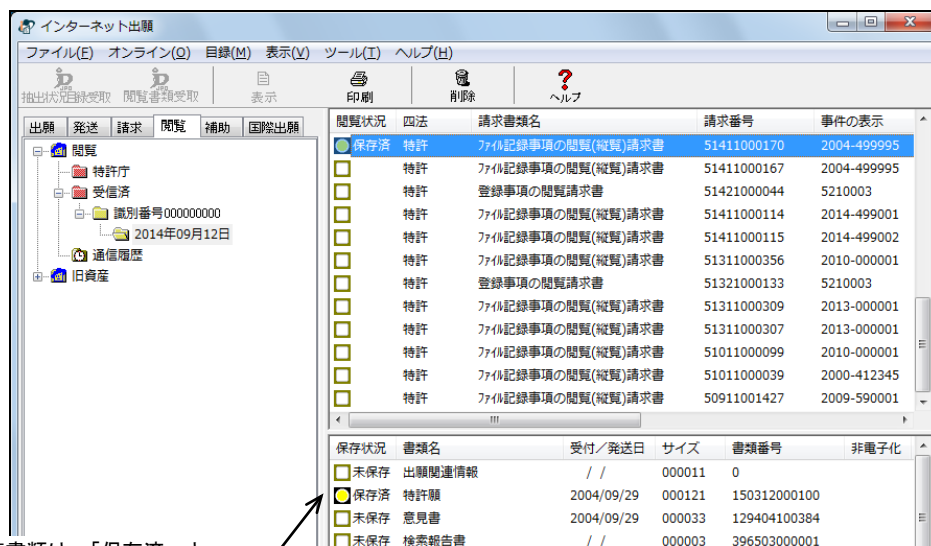 インターネット出願
ファイル(F) オンライン(O) 目録(M) 表示(V) ツール(T) ヘルプ(H)
抽出状況目録受取 閲覧書類受取 表示 印刷 削除 ヘルプ
出願 発送 請求 閲覧 補助 国際出願
閲覧
特許庁
受信済
識別番号000000000
2014年09月12日
通信履歴
旧資産
閲覧状況 四法 請求書類名 請求番号 事件の表示
保存済 特許 ファイル記録事項の閲覧(縦覧)請求書 51411000170 2004-499995
特許 ファイル記録事項の閲覧(縦覧)請求書 51411000167 2004-499995
特許 登録事項の閲覧請求書 51421000044 5210003
特許 ファイル記録事項の閲覧(縦覧)請求書 51411000114 2014-499001
特許 ファイル記録事項の閲覧(縦覧)請求書 51411000115 2014-499002
特許 ファイル記録事項の閲覧(縦覧)請求書 51311000356 2010-000001
特許 登録事項の閲覧請求書 51321000133 5210003
特許 ファイル記録事項の閲覧(縦覧)請求書 51311000309 2013-000001
特許 ファイル記録事項の閲覧(縦覧)請求書 51311000307 2013-000001
特許 ファイル記録事項の閲覧(縦覧)請求書 51011000099 2010-000001
特許 ファイル記録事項の閲覧(縦覧)請求書 51011000039 2000-412345
特許 ファイル記録事項の閲覧(縦覧)請求書 50911001427 2009-590001
保存状況 書類名 受付/発送日 サイズ 書類番号 非電子化
未保存 出願関連情報 / / 000011 0
保存済 特許願 2004/09/29 000121 150312000100
未保存 意見書 2004/09/29 000033 129404100384
未保存 検索報告書 / / 000003 396503000001